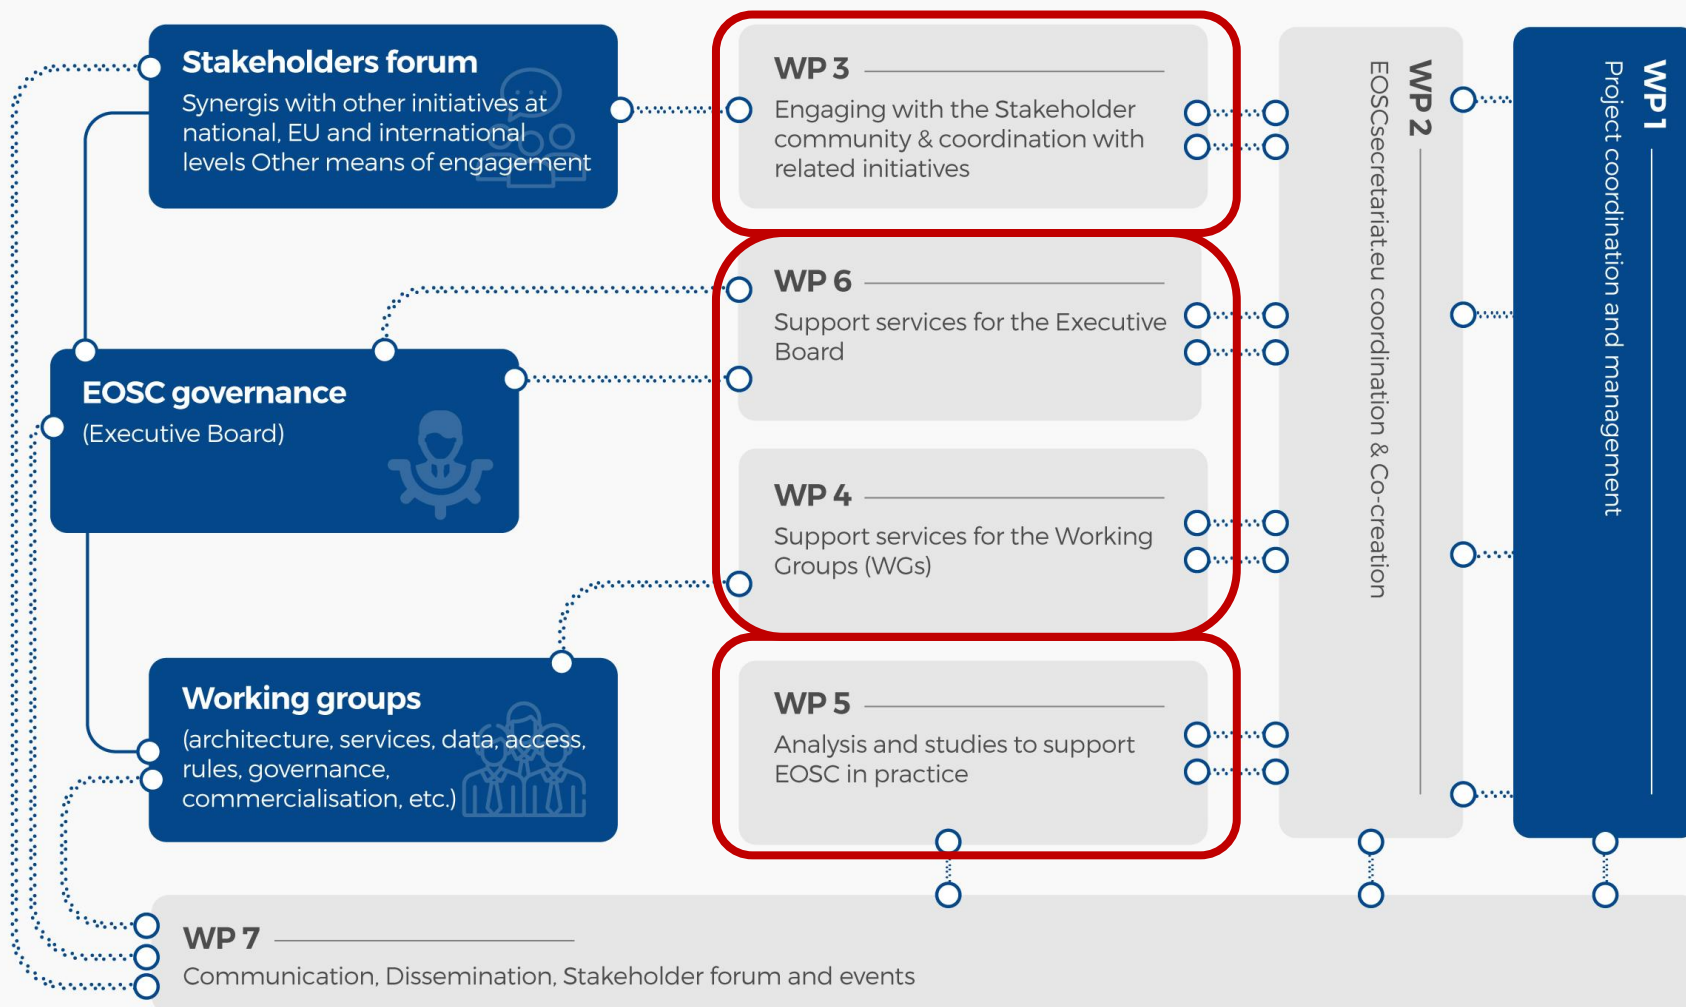 Stakeholders forum
Synergis with other initiatives at
national, EU and international
levels Other means of engagement
WP 3
Engaging with the Stakeholder
community & coordination with
related initiatives
WP 6
Support services for the Executive
Board
EOSC governance
(Executive Board)
WP 4
Support services for the Working
Groups (WGs)
Working groups
(architecture, services, data, access,
rules, governance,
commercialisation, etc.)
WP 5
Analysis and studies to support
EOSC in practice
WP 2
EOSCsecretariat.eu coordination & Co-creation
WP 1
Project coordination and management
WP 7
Communication, Dissemination, Stakeholder forum and events